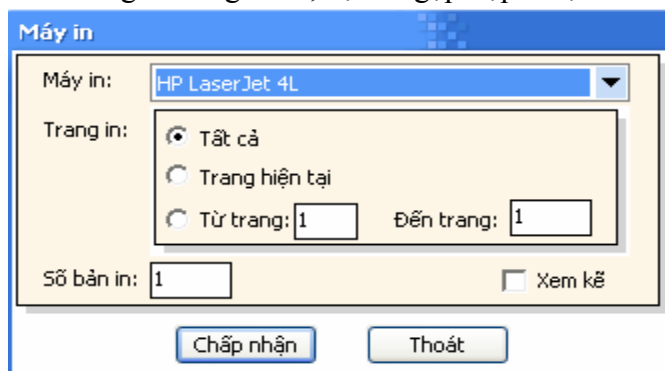 Máy in
Máy in: HP LaserJet 4L
Trang in: Tất cả
Trang hiện tại
Từ trang: 1 Đến trang: 1
Số bản in: 1 Xem kẽ
Chấp nhận Thoát